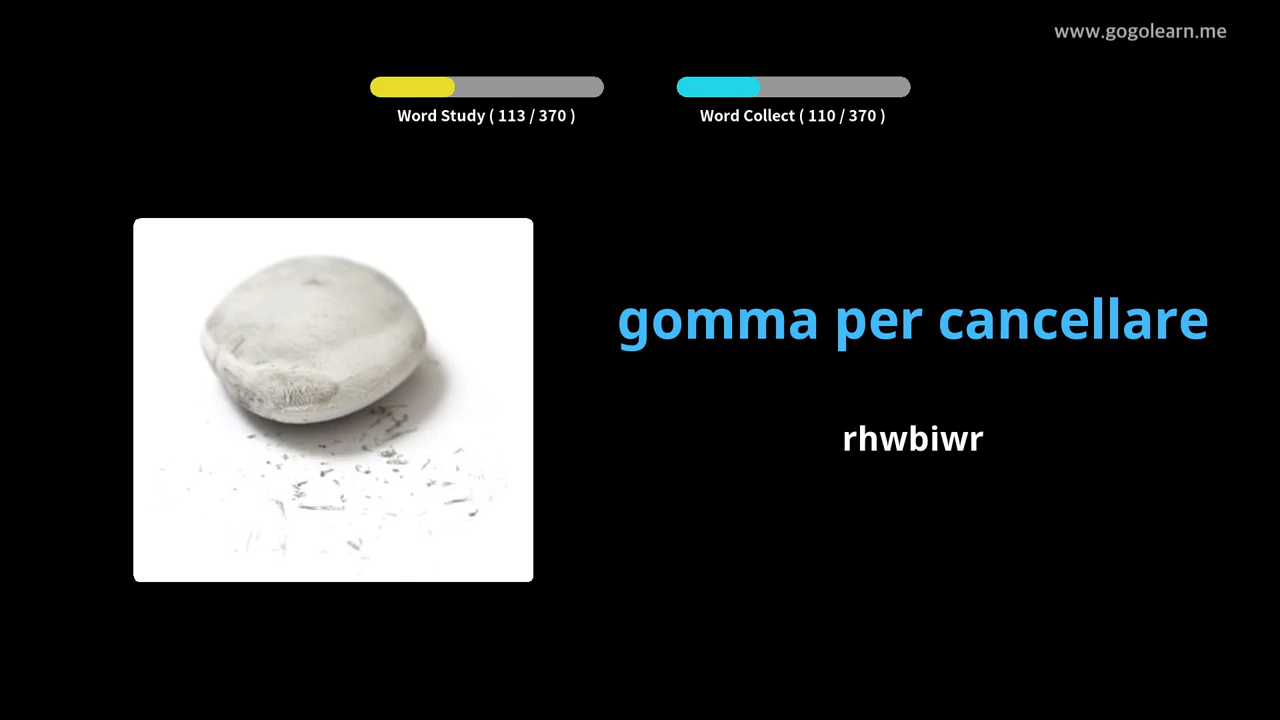 www.gogolearn.me
Word Study ( 113 / 370 )
Word Collect ( 110 / 370 )
gomma per cancellare
rhwbiwr